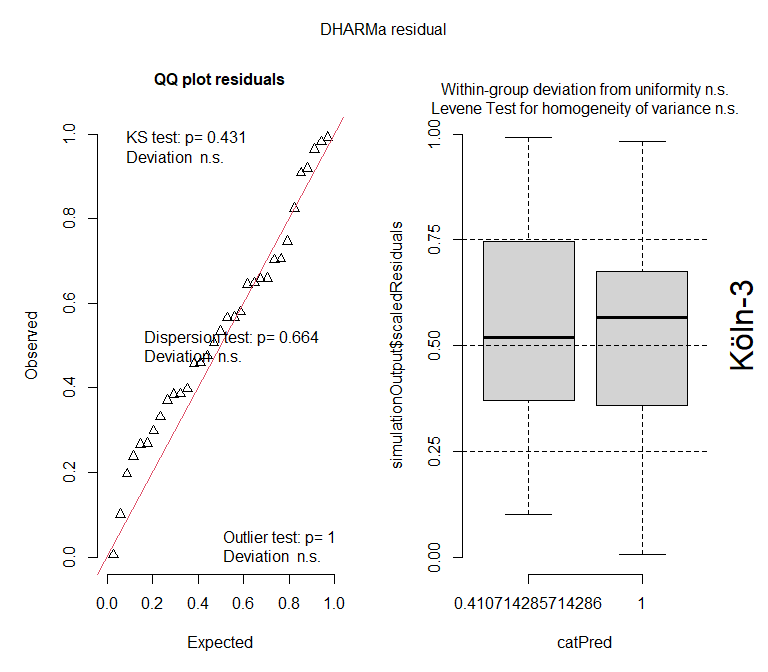 DHARMa residual
QQ plot residuals
KS test: p= 0.431
Deviation n.s.
Dispersion test: p= 0.664
Deviation n.s.
Outlier test: p= 1
Deviation n.s.
Observed
0.0
0.2
0.4
0.6
0.8
1.0
0.0
0.2
0.4
0.6
0.8
1.0
Expected
Within-group deviation from uniformity n.s.
Levene Test for homogeneity of variance n.s.
simulationOutput$scaledResiduals
0.00
0.25
0.50
0.75
1.00
0.410714285714286
1
catPred
Köln-3